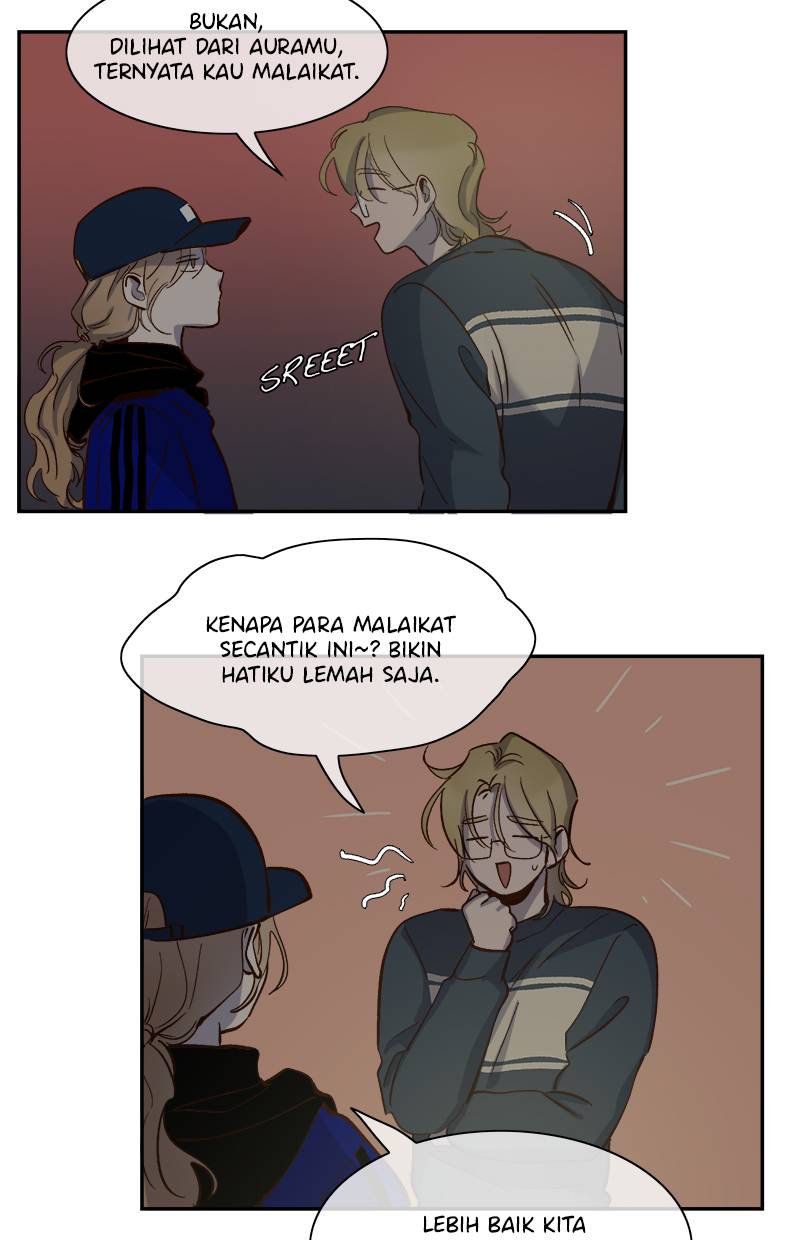 BUKAN,
DILIHAT DARI AURAMU,
TERNYATA KAU MALAIKAT.
SREEET
KENAPA PARA MALAIKAT
SECANTIK INI~? BIKIN
HATIKU LEMAH SAJA.
LEBIH BAIK KITA